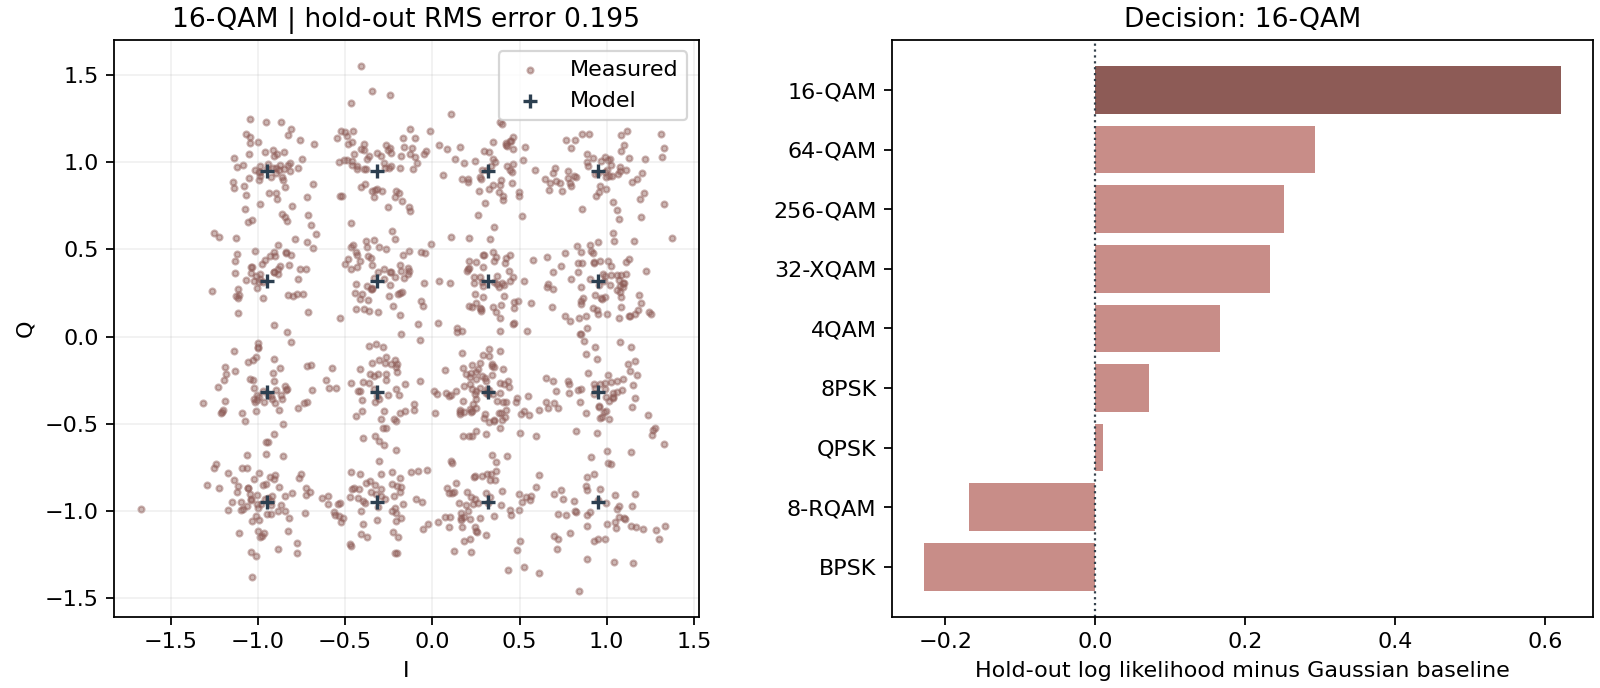 16-QAM | hold-out RMS error 0.195
Measured
Model
1.5
1.0
0.5
0.0
−0.5
−1.0
−1.5
Q
−1.5
−1.0
−0.5
0.0
0.5
1.0
1.5
I
Decision: 16-QAM
16-QAM
64-QAM
256-QAM
32-XQAM
4QAM
8PSK
QPSK
8-RQAM
BPSK
−0.2
0.0
0.2
0.4
0.6
Hold-out log likelihood minus Gaussian baseline